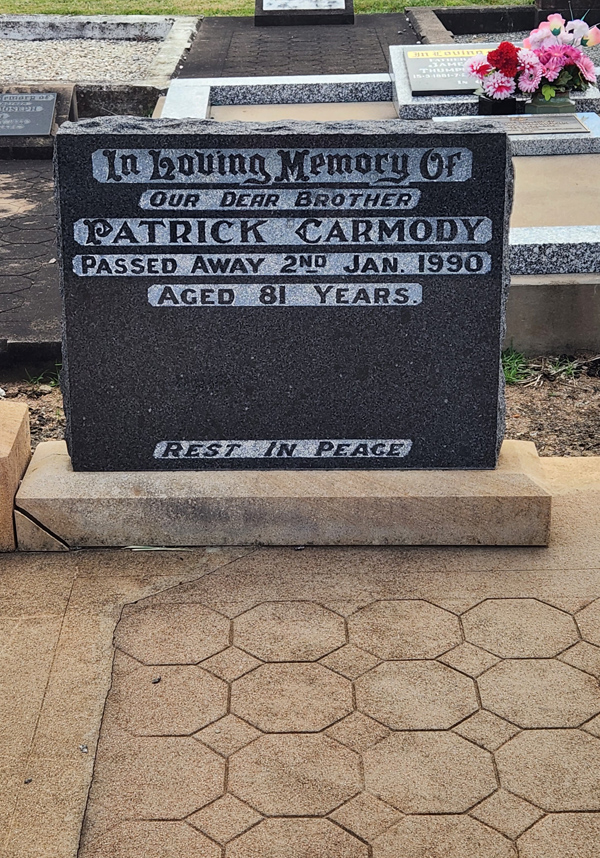 In Loving Memory Of
OUR DEAR BROTHER
PATRICK CARMODY
PASSED AWAY 2ND JAN. 1990
AGED 81 YEARS.
REST IN PEACE